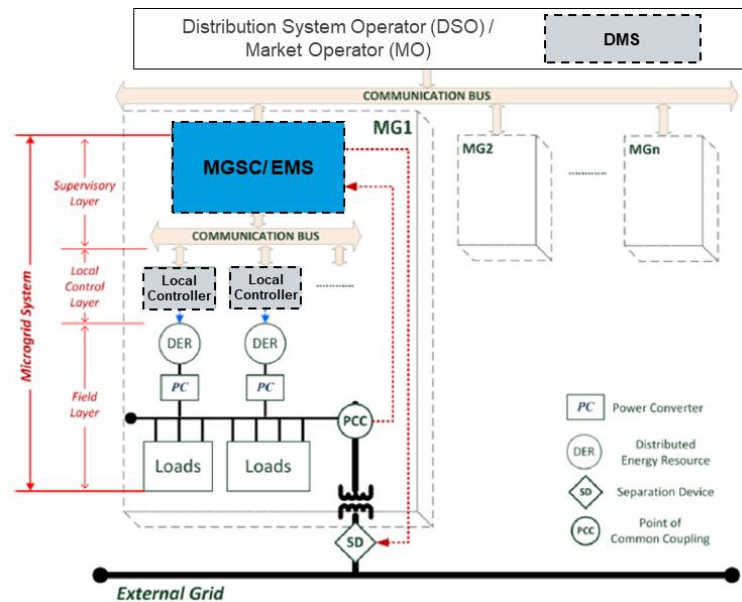 Distribution System Operator (DSO) /
Market Operator (MO)
DMS
COMMUNICATION BUS
MG1
MG2
MGn
MGSC/ EMS
Supervisory
Layer
COMMUNICATION BUS
Local
Control
Layer
Local
Controller
Local
Controller
Microgrid System
DER
DER
PC
PC
Field
Layer
PCC
Loads
Loads
PC
Power Converter
DER
Distributed
Energy Resource
SD
Separation Device
PCC
Point of
Common Coupling
SD
External Grid